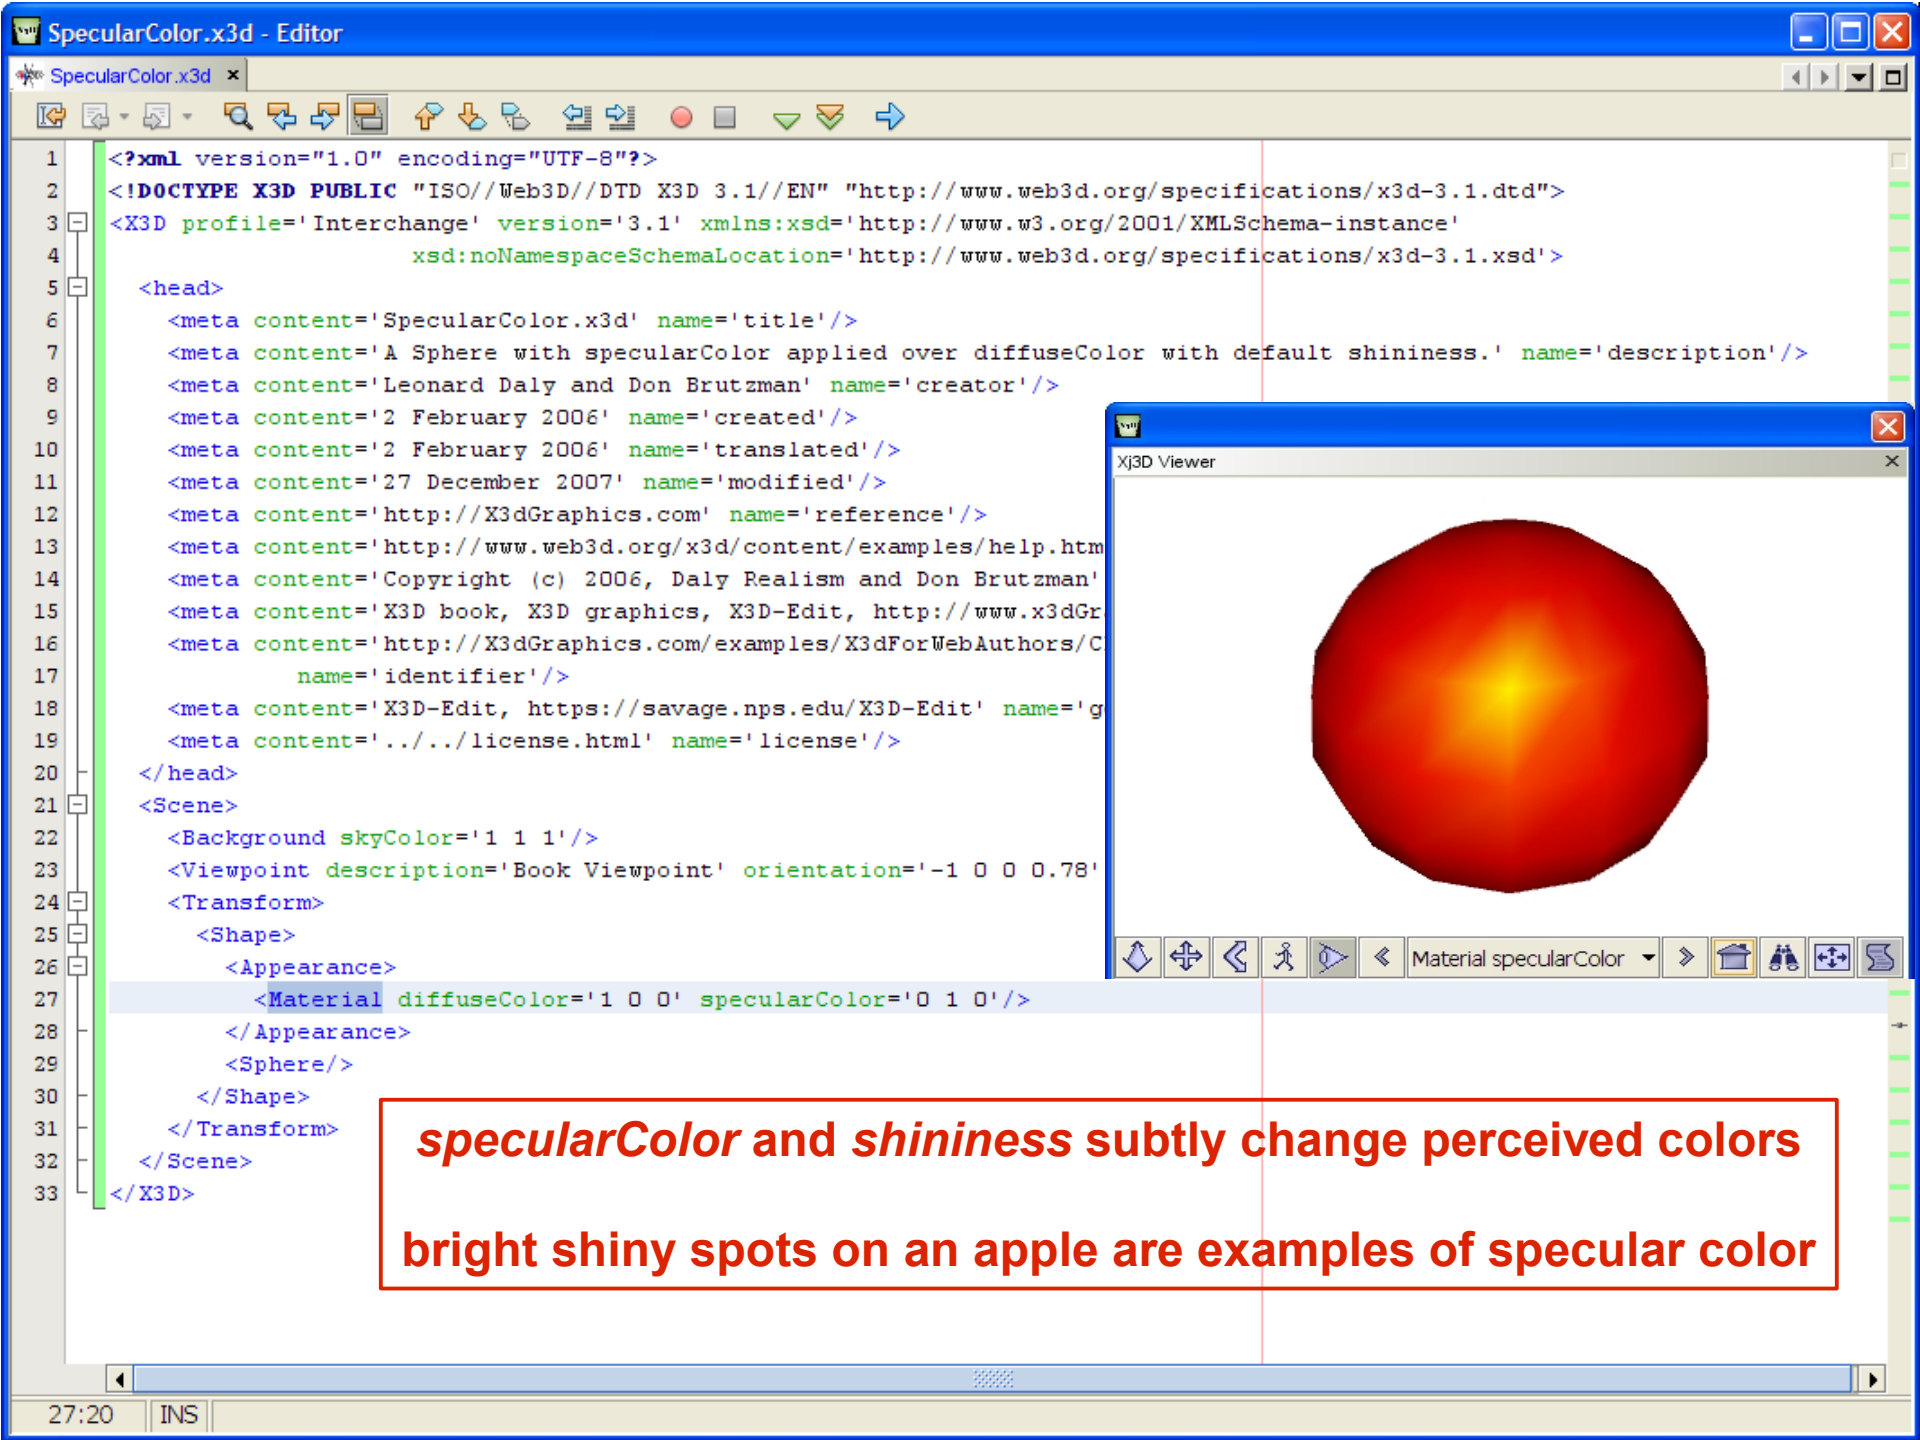 SpecularColor.x3d - Editor
SpecularColor.x3d
1 <?xml version="1.0" encoding="UTF-8"?>
2 <!DOCTYPE X3D PUBLIC "ISO//Web3D//DTD X3D 3.1//EN" "http://www.web3d.org/specifications/x3d-3.1.dtd">
3 <X3D profile='Interchange' version='3.1' xmlns:xsd='http://www.w3.org/2001/XMLSchema-instance'
4 xsd:noNamespaceSchemaLocation='http://www.web3d.org/specifications/x3d-3.1.xsd'>
5 <head>
6 <meta content='SpecularColor.x3d' name='title'/>
7 <meta content='A Sphere with specularColor applied over diffuseColor with default shininess.' name='description'/>
8 <meta content='Leonard Daly and Don Brutzman' name='creator'/>
9 <meta content='2 February 2006' name='created'/>
10 <meta content='2 February 2006' name='translated'/>
11 <meta content='27 December 2007' name='modified'/>
12 <meta content='http://X3dGraphics.com' name='reference'/>
13 <meta content='http://www.web3d.org/x3d/content/examples/help.htm
14 <meta content='Copyright (c) 2006, Daly Realism and Don Brutzman'
15 <meta content='X3D book, X3D graphics, X3D-Edit, http://www.x3dGr
16 <meta content='http://X3dGraphics.com/examples/X3dForWebAuthors/C
17 name='identifier'/>
18 <meta content='X3D-Edit, https://savage.nps.edu/X3D-Edit' name='g
19 <meta content='../../license.html' name='license'/>
20 </head>
21 <Scene>
22 <Background skyColor='1 1 1'/>
23 <Viewpoint description='Book Viewpoint' orientation='-1 0 0 0.78'
24 <Transform>
25 <Shape>
26 <Appearance>
27 <Material diffuseColor='1 0 0' specularColor='0 1 0'/>
28 </Appearance>
29 <Sphere/>
30 </Shape>
31 </Transform>
32 </Scene>
33 </X3D>
Xj3D Viewer
Material specularColor
specularColor and shininess subtly change perceived colors
bright shiny spots on an apple are examples of specular color
27:20 INS